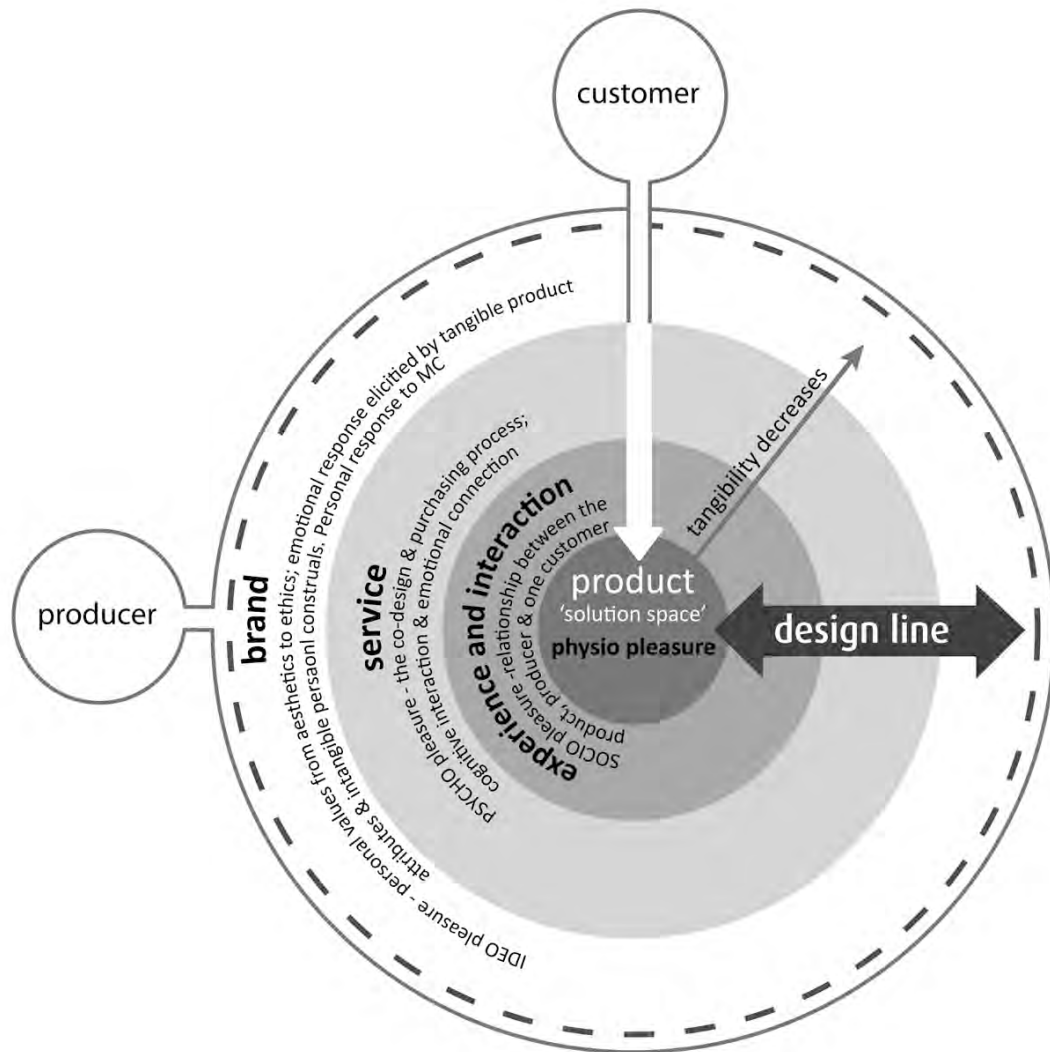 customer
producer
brand
IDEO pleasure - personal values from aesthetics to ethics; emotional response elicitied by tangible product
attributes & intangible persaonl construals. Personal response to MC
service
PSYCHO pleasure - the co-design & purchasing process;
cognitive interaction & emotional connection
experience and interaction
SOCIO pleasure -relationship between the
product, producer & one customer
product
'solution space'
physio pleasure
tangibility decreases
design line